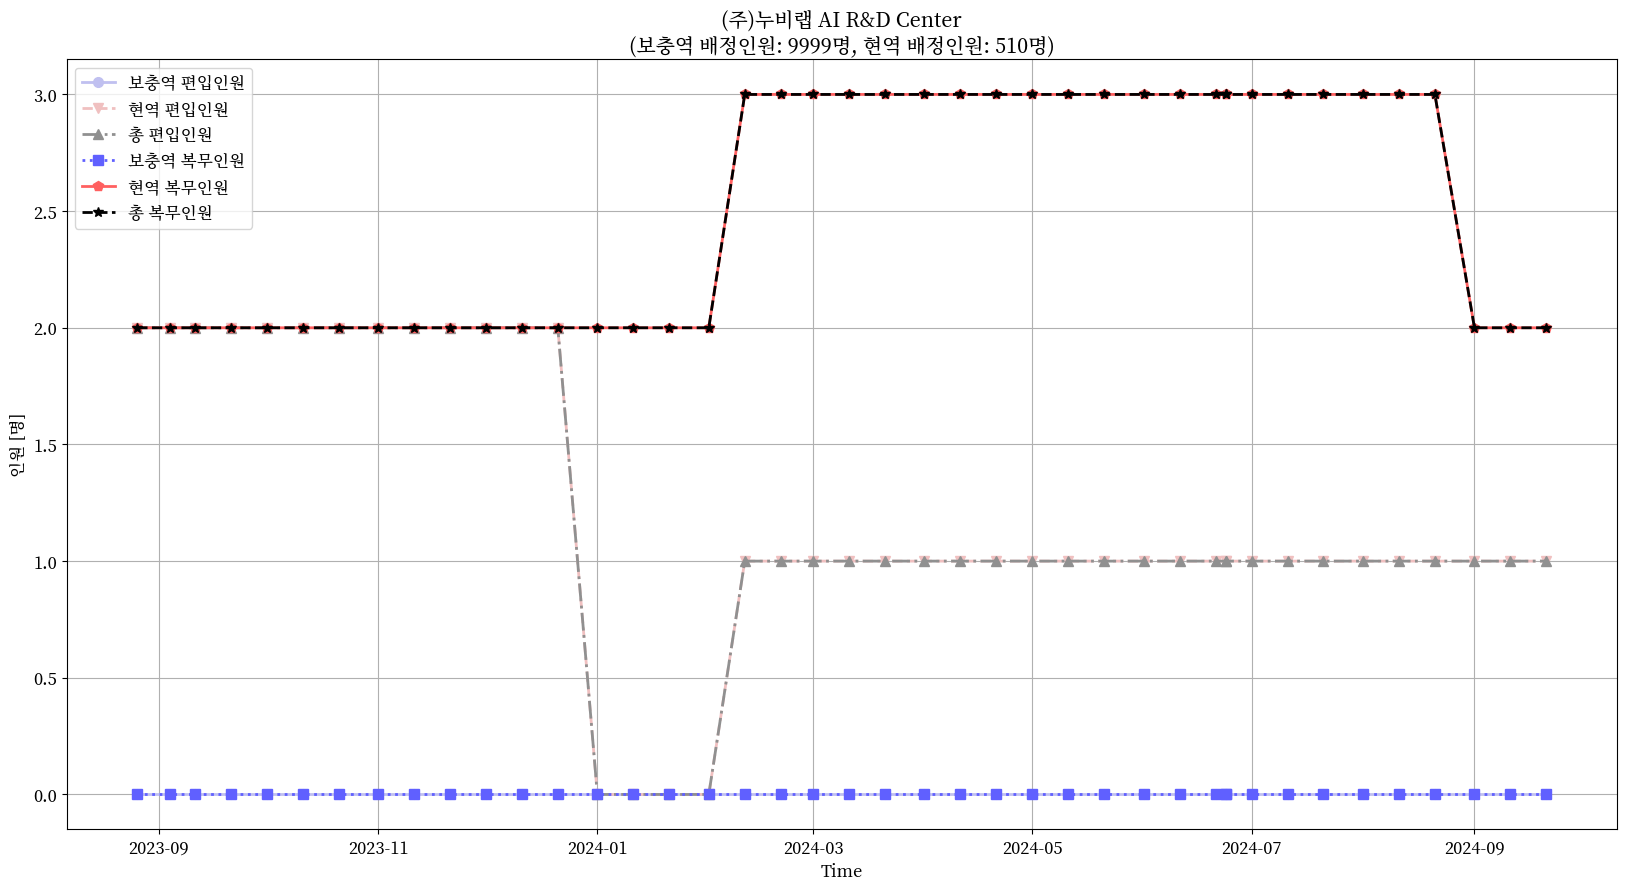 (주)누비랩 AI R&D Center
(보충역 배정인원: 9999명, 현역 배정인원: 510명)
보충역 편입인원
현역 편입인원
총 편입인원
보충역 복무인원
현역 복무인원
총 복무인원
3.0
2.5
2.0
1.5
1.0
0.5
0.0
인원 [명]
2023-09
2023-11
2024-01
2024-03
2024-05
2024-07
2024-09
Time